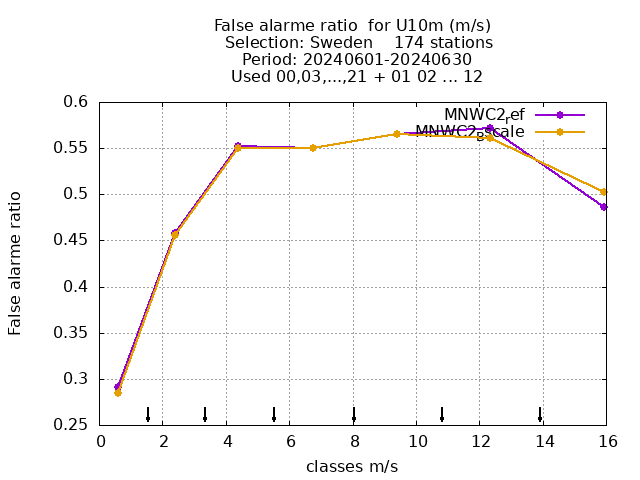 False alarme ratio  for U10m (m/s)
Selection: Sweden    174 stations
Period: 20240601-20240630
Used 00,03,...,21 + 01 02 ... 12
MNWC2ref
MNWC2Bscale
0.6
0.55
0.5
0.45
0.4
0.35
0.3
0.25
0 2 4 6 8 10 12 14 16
False alarme ratio
classes m/s